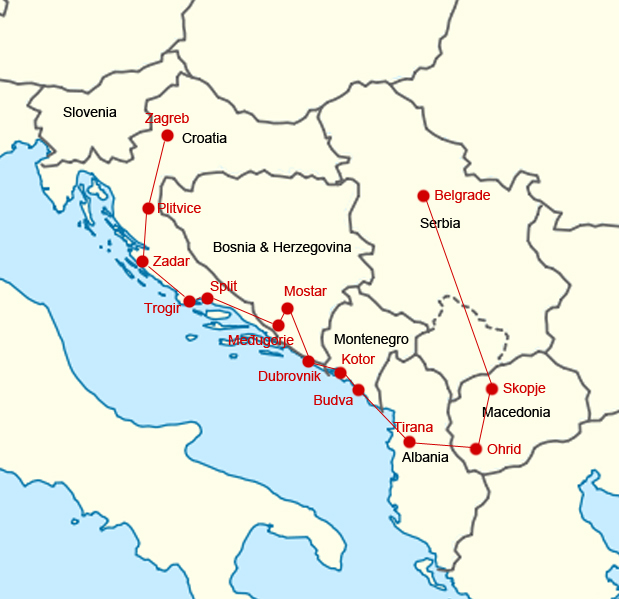 Slovenia
Zagreb
Croatia
Belgrade
Plitvice
Serbia
Bosnia & Herzegovina
Zadar
Split
Mostar
Trogir
Medugorje
Montenegro
Kotor
Dubrovnik
Budva
Skopje
Macedonia
Tirana
Ohrid
Albania